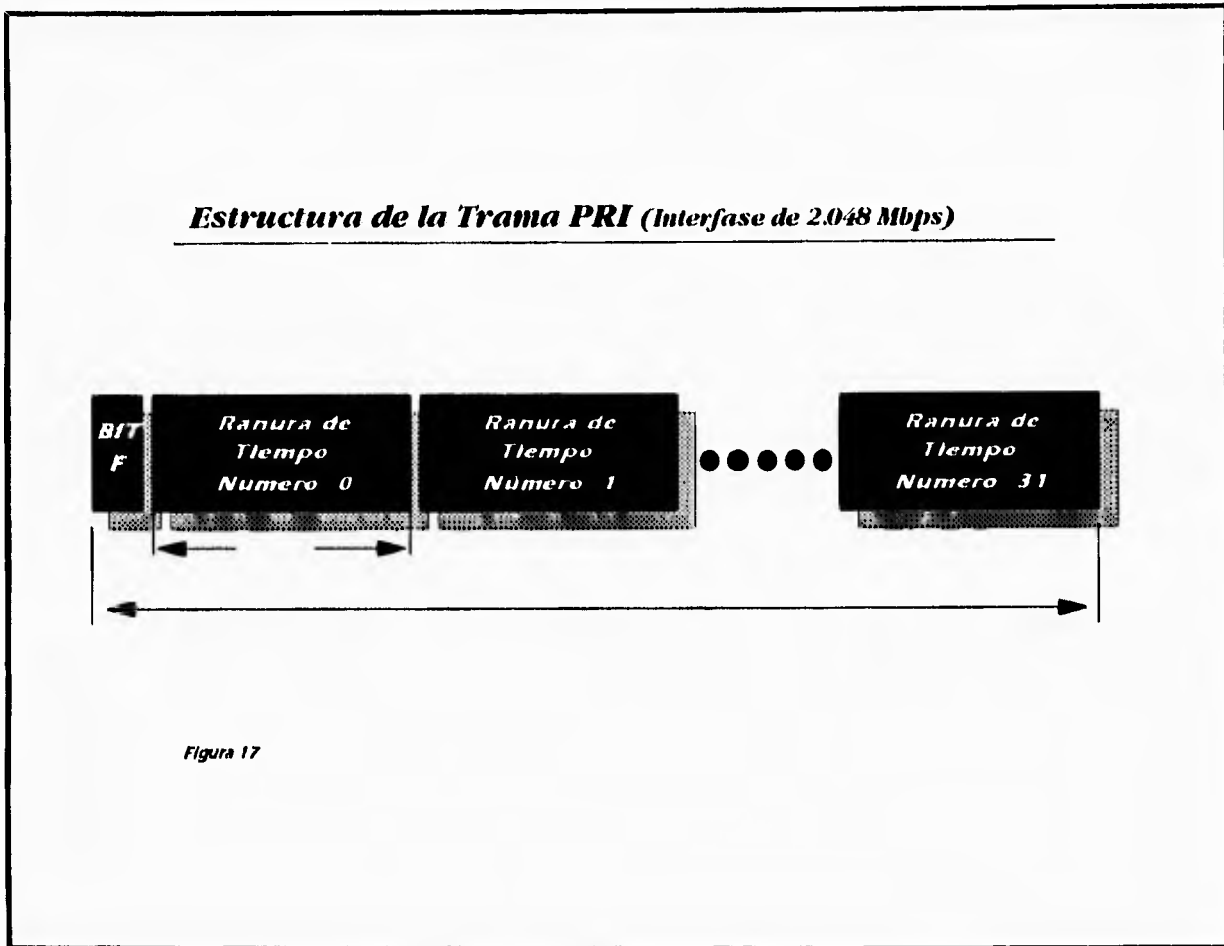 Estructura de la Trama PRI (Interfase de 2.048 Mbps)
BIT
F
Ranura de
Tiempo
Numero 0
Ranura de
Tiempo
Número 1
Ranura de
Tiempo
Numero 31
Figura 17